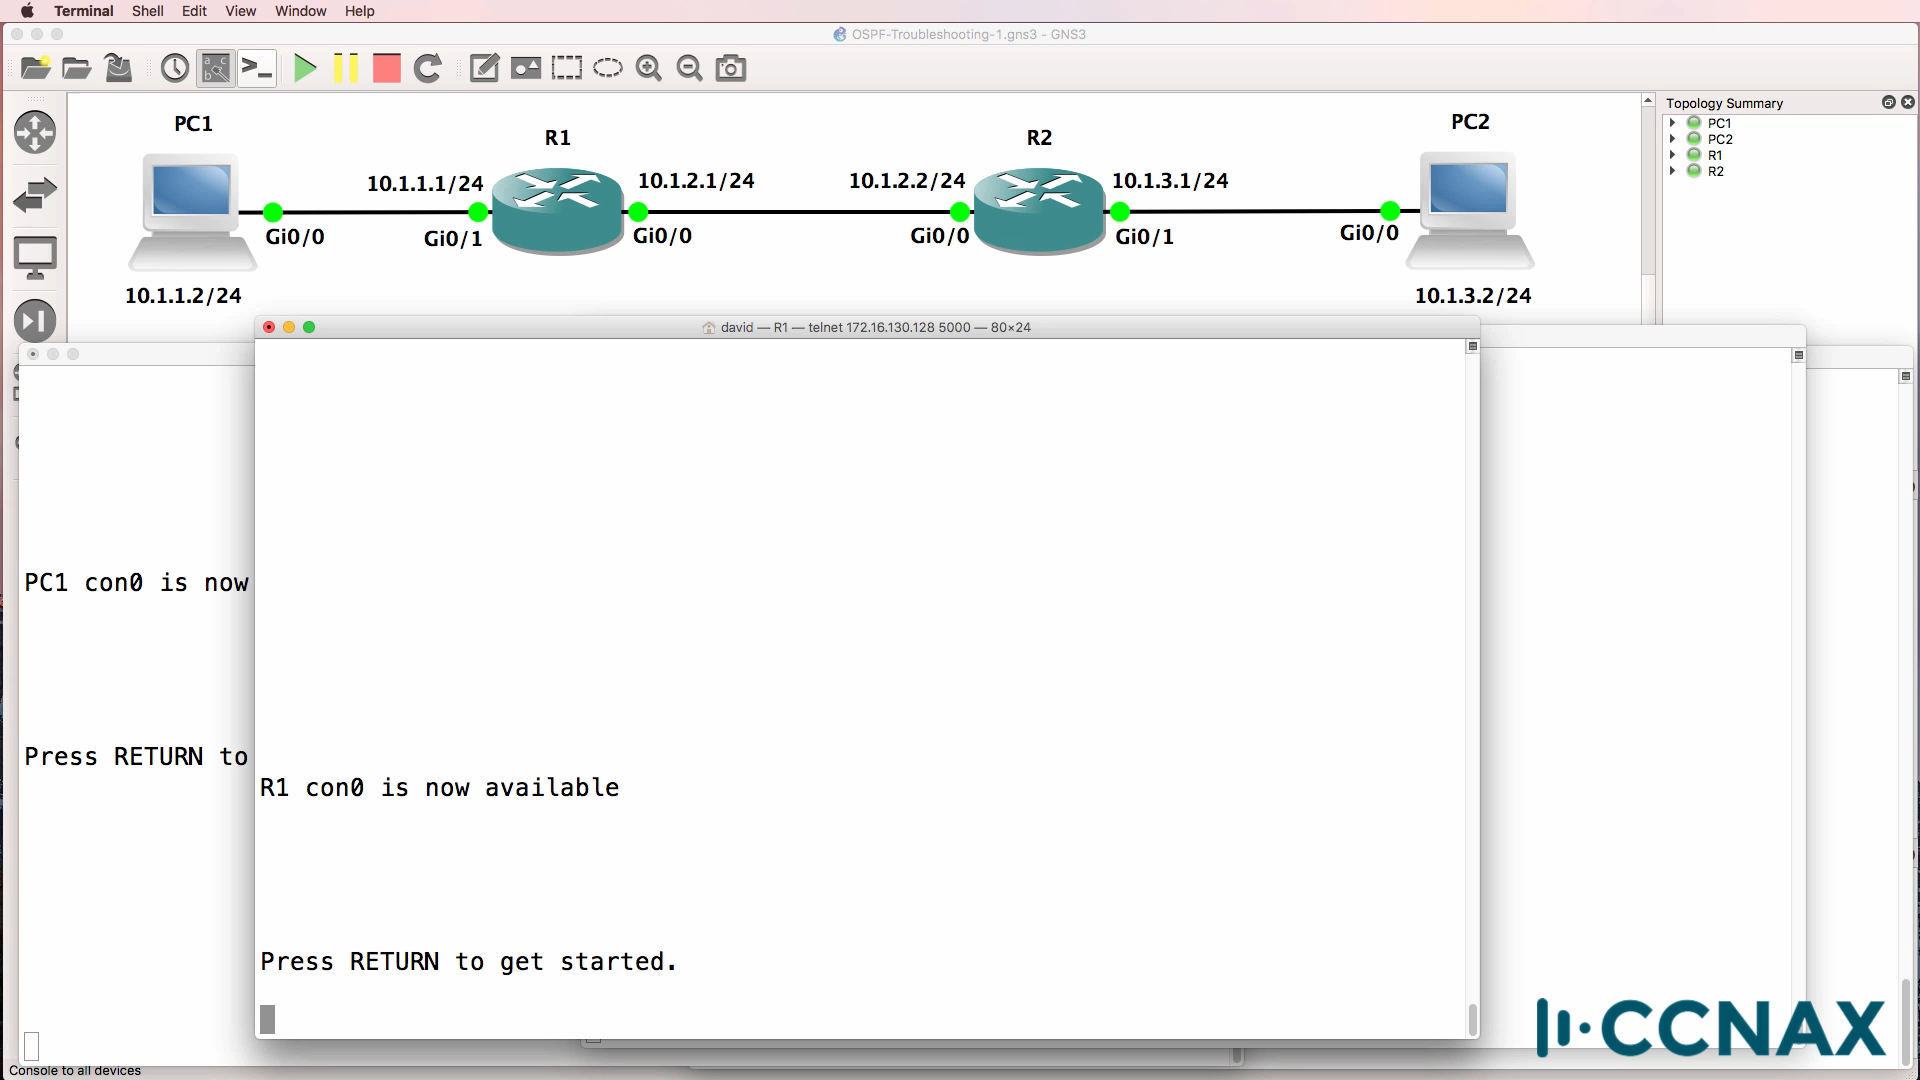 Terminal Shell Edit View Window Help
OSPF-Troubleshooting-1.gns3 - GNS3
Topology Summary
PC1
PC2
R1
R2
PC1
R1
R2
PC2
10.1.1.1/24
10.1.2.1/24
10.1.2.2/24
10.1.3.1/24
Gi0/0
Gi0/1
Gi0/0
Gi0/0
Gi0/1
Gi0/0
10.1.1.2/24
10.1.3.2/24
david — R1 — telnet 172.16.130.128 5000 — 80×24
PC1 con0 is now
Press RETURN to
R1 con0 is now available
Press RETURN to get started.
CCNAX
Console to all devices